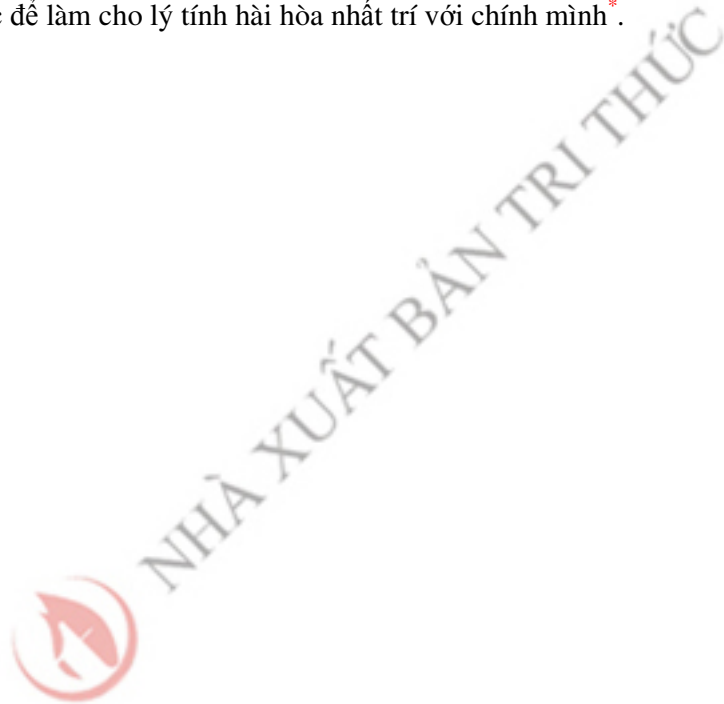 để làm cho lý tính hài hòa nhất trí với chính mình*.
NHÀ XUẤT BẢN TRI THỨC